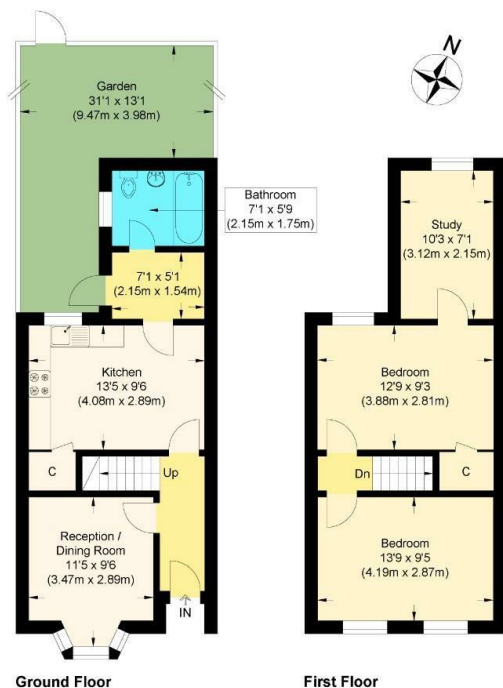 N
Garden
31'1 x 13'1
(9.47m x 3.98m)
Bathroom
7'1 x 5'9
(2.15m x 1.75m)
7'1 x 5'1
(2.15m x 1.54m)
Kitchen
13'5 x 9'6
(4.08m x 2.89m)
C
Up
Reception /
Dining Room
11'5 x 9'6
(3.47m x 2.89m)
IN
Ground Floor
Study
10'3 x 7'1
(3.12m x 2.15m)
Bedroom
12'9 x 9'3
(3.88m x 2.81m)
Dn
C
Bedroom
13'9 x 9'5
(4.19m x 2.87m)
First Floor